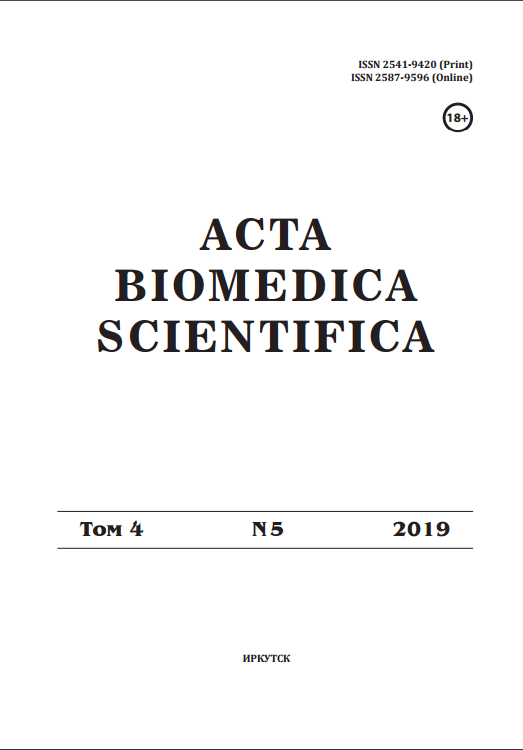 ISSN 2541-9420 (Print)
ISSN 2587-9596 (Online)
18+
ACTA
BIOMEDICA
SCIENTIFICA
Том 4 N5 2019
ИРКУТСК